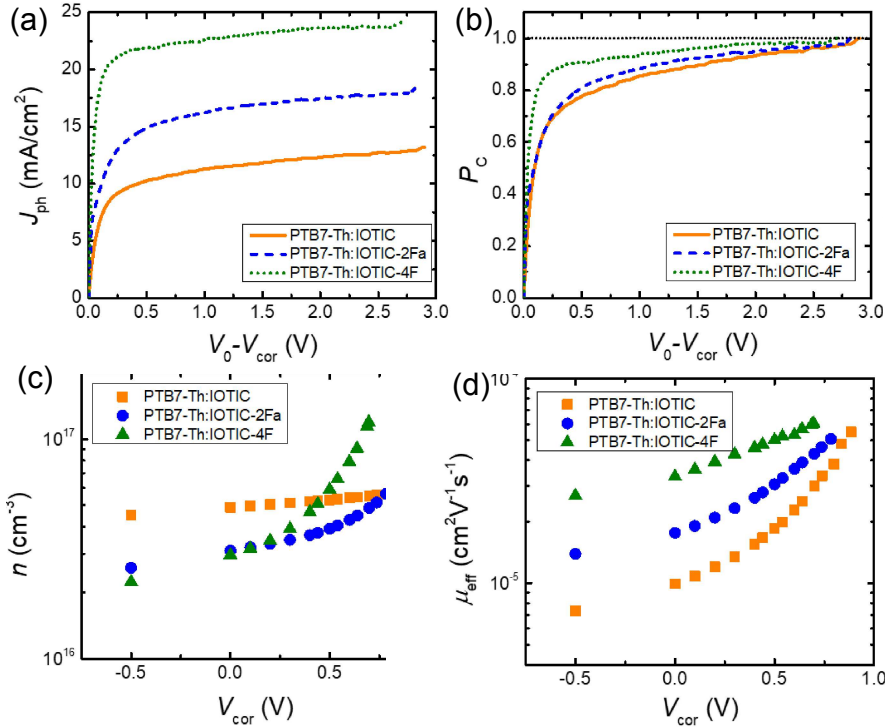 (a)
25
20
15
10
5
0
J_ph (mA/cm²)
PTB7-Th:IOTIC
PTB7-Th:IOTIC-2Fa
PTB7-Th:IOTIC-4F
0.0 0.5 1.0 1.5 2.0 2.5 3.0
V₀-V_cor (V)
(b)
1.0
0.8
0.6
0.4
0.2
0.0
P_C
PTB7-Th:IOTIC
PTB7-Th:IOTIC-2Fa
PTB7-Th:IOTIC-4F
0.0 0.5 1.0 1.5 2.0 2.5 3.0
V₀-V_cor (V)
(c)
PTB7-Th:IOTIC
PTB7-Th:IOTIC-2Fa
PTB7-Th:IOTIC-4F
10¹⁷
10¹⁶
n (cm⁻³)
-0.5 0.0 0.5
V_cor (V)
(d)
PTB7-Th:IOTIC
PTB7-Th:IOTIC-2Fa
PTB7-Th:IOTIC-4F
10⁻⁵
μ_eff (cm²V⁻¹s⁻¹)
-0.5 0.0 0.5 1.0
V_cor (V)